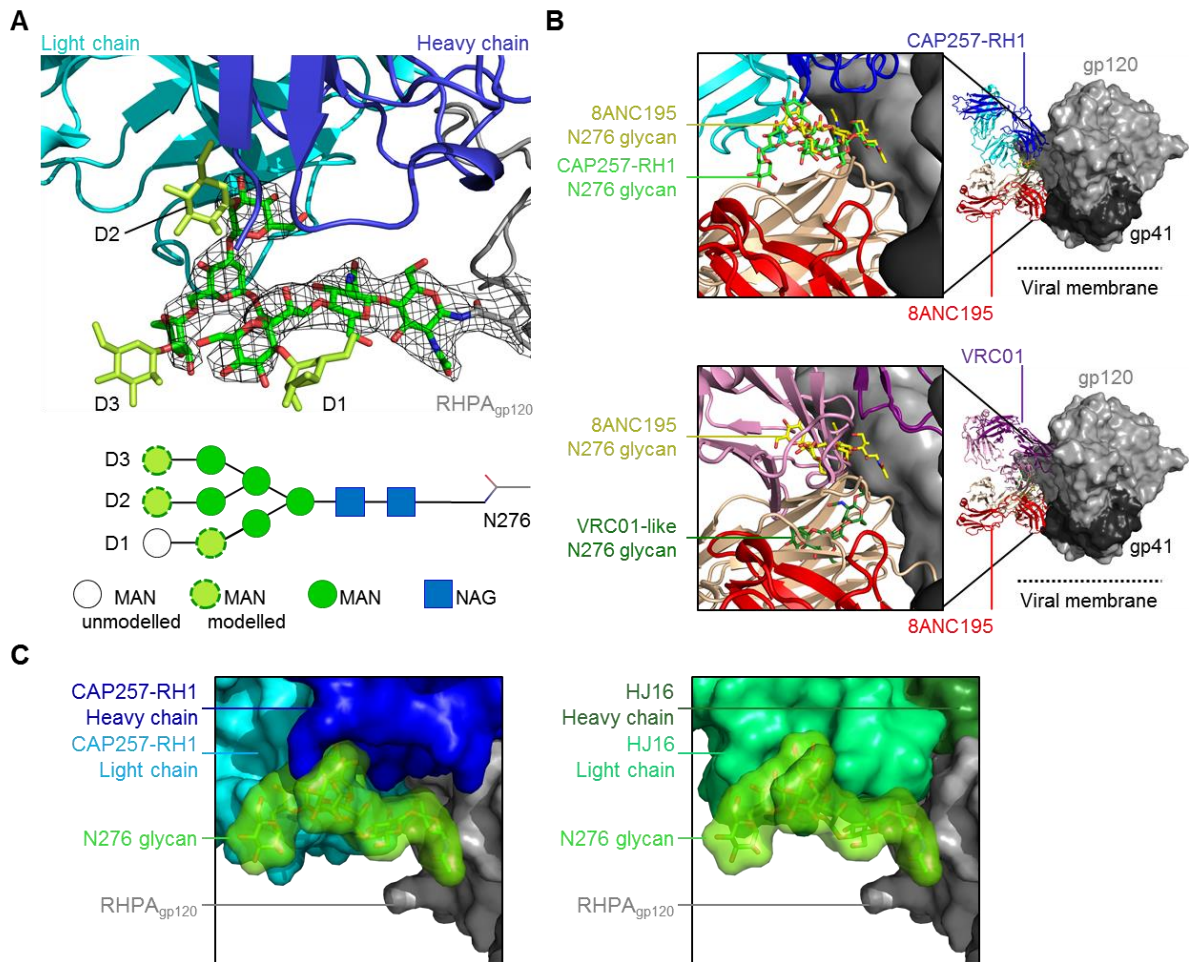 A
Light chain
Heavy chain
D2
D3
D1
RHPAgp120
D3
D2
D1
N276
MAN
unmodelled
MAN
modelled
MAN
NAG
B
CAP257-RH1
gp120
8ANC195
N276 glycan
CAP257-RH1
N276 glycan
gp41
Viral membrane
8ANC195
VRC01
gp120
8ANC195
N276 glycan
VRC01-like
N276 glycan
gp41
Viral membrane
8ANC195
C
CAP257-RH1
Heavy chain
CAP257-RH1
Light chain
N276 glycan
RHPAgp120
HJ16
Heavy chain
HJ16
Light chain
N276 glycan
RHPAgp120